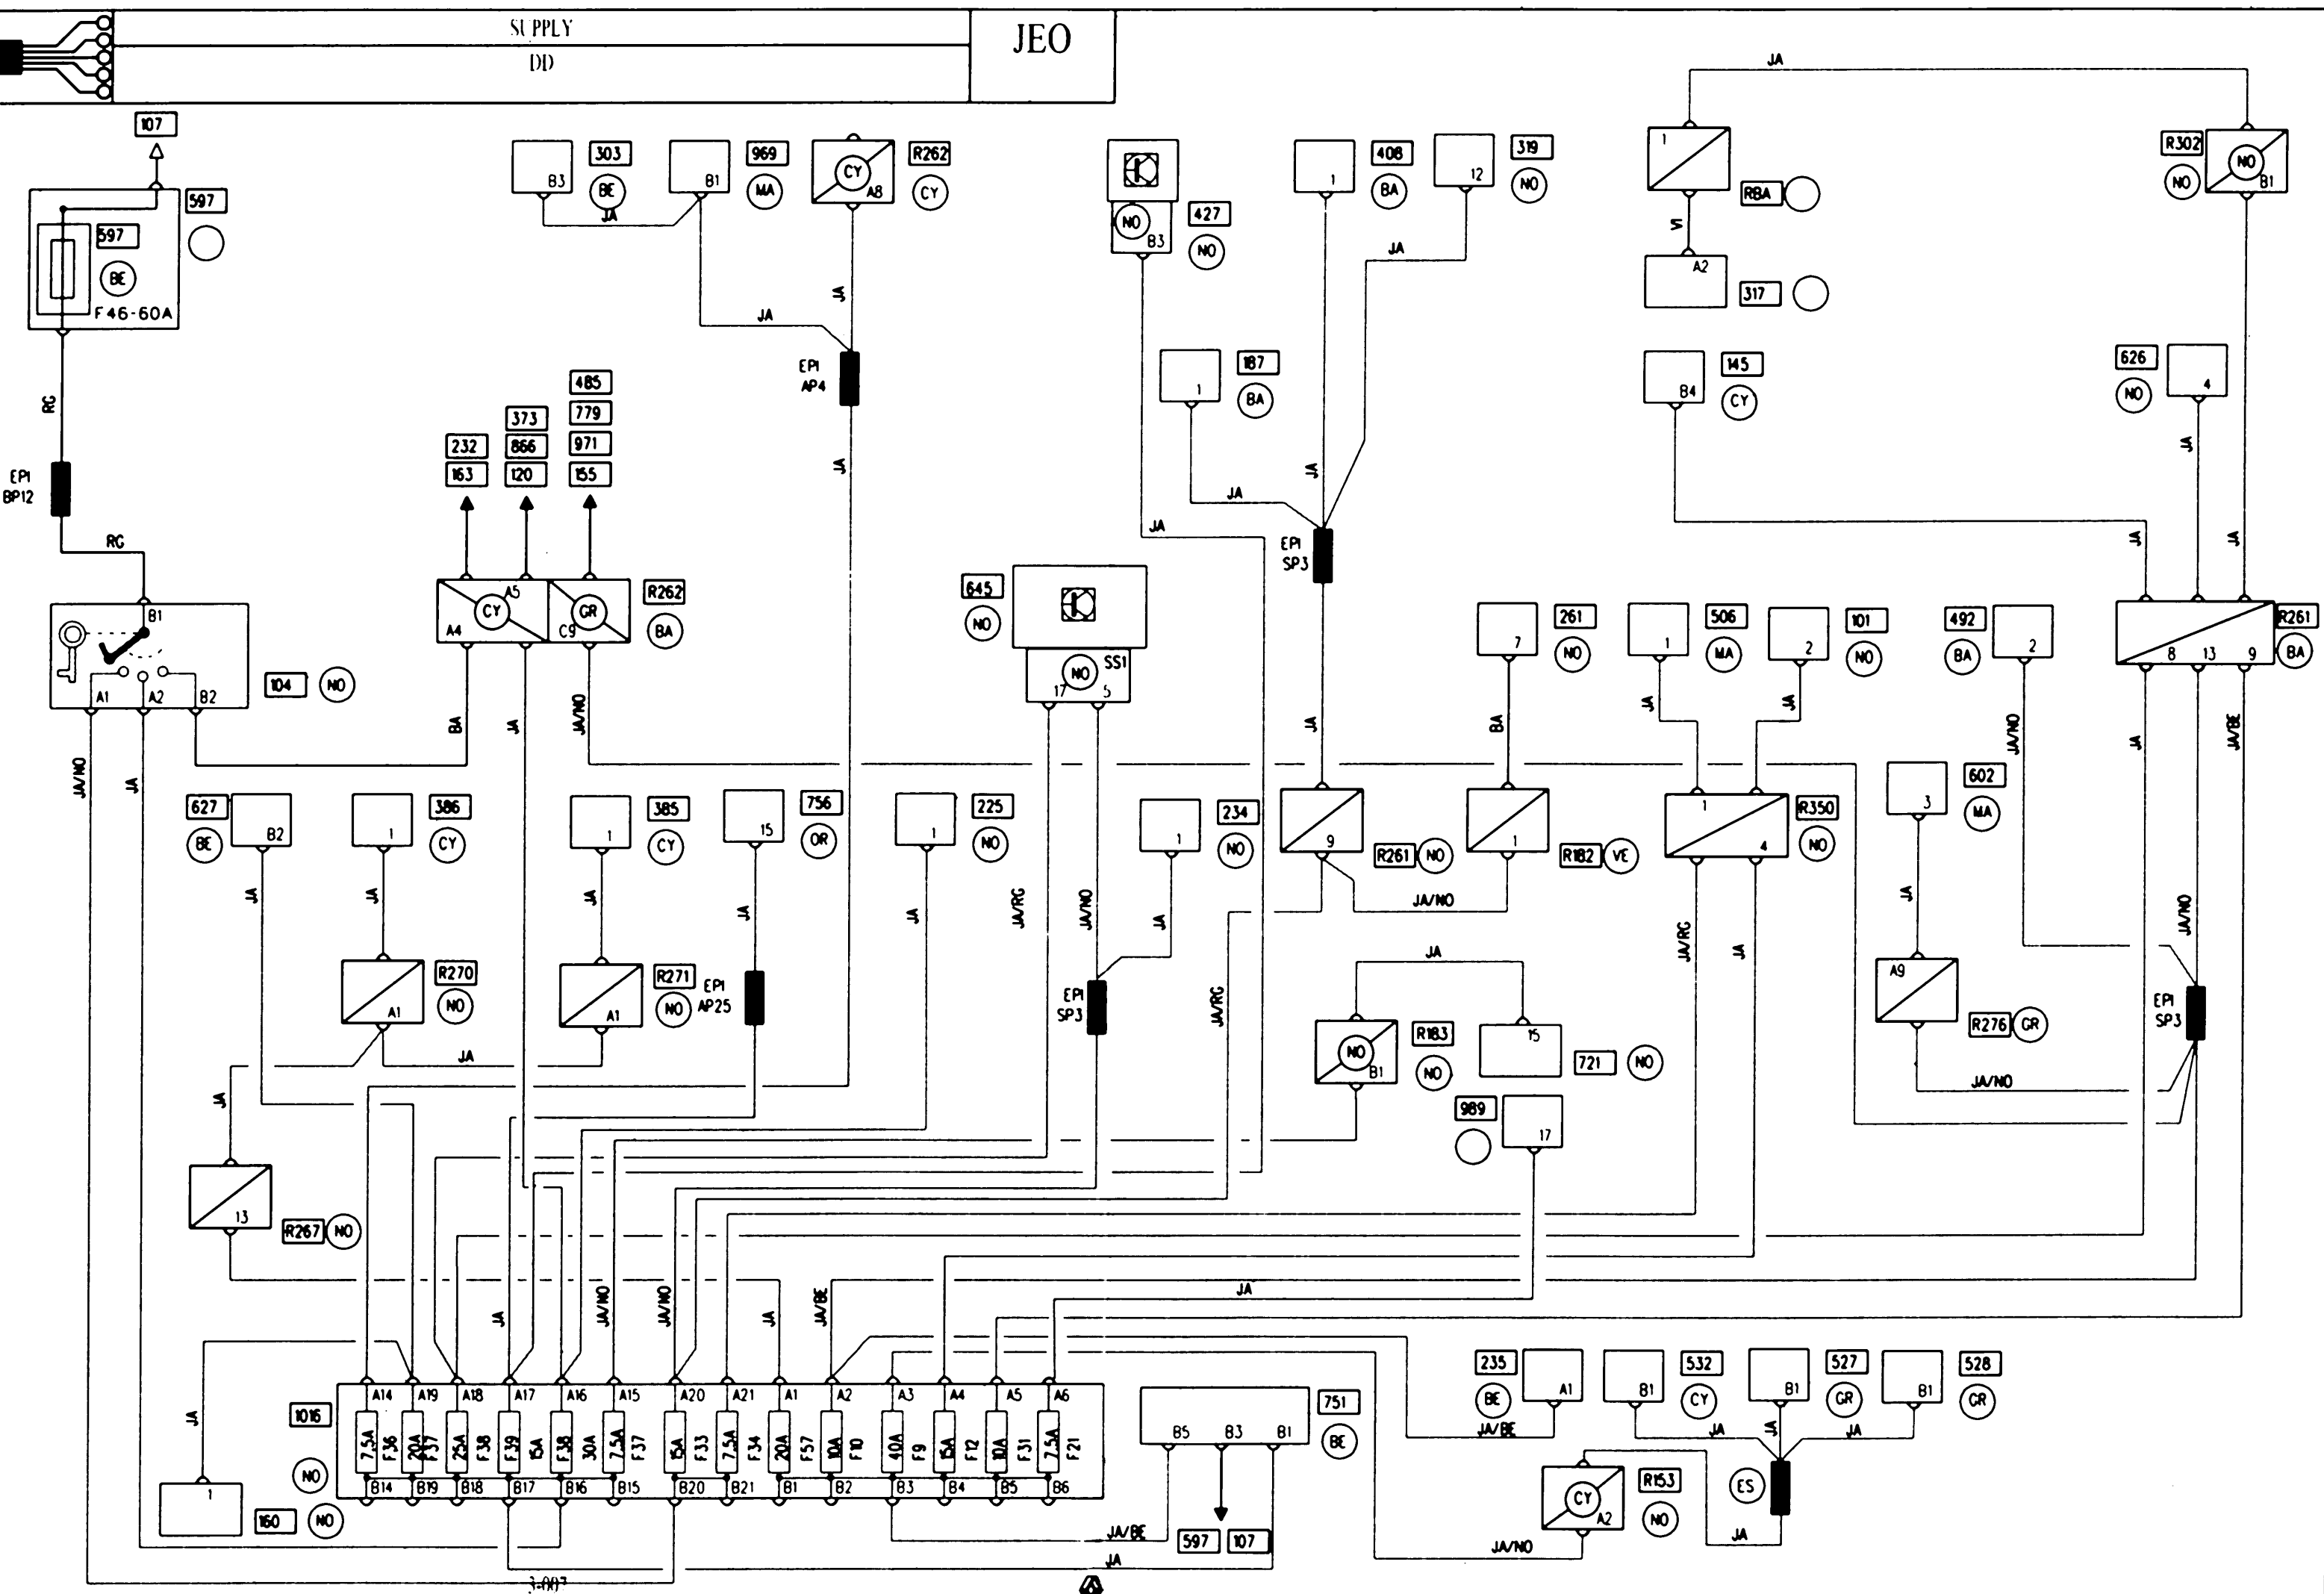 SUPPLY
DD
JEO
107
597
597
BE
F46-60A
RG
EPI
BP12
RG
303
BE
B3
JA
969
MA
B1
JA
R262
CY
CY
A8
JA
EPI
AP4
JA
NO
B3
427
NO
JA
408
BA
1
JA
319
NO
12
JA
187
BA
1
JA
EPI
SP3
JA
1
RBA
VI
A2
317
145
CY
B4
JA
626
NO
4
JA
R302
NO
NO
B1
JA
232
163
373
866
120
485
779
971
155
A5
CY
GR
A4
C9
R262
BA
BA
JA
JA/NO
B1
A1
A2
B2
104
NO
JA/NO
JA
645
NO
NO
SS1
17
5
JA/RG
JA/NO
JA
261
NO
7
BA
506
MA
1
JA
101
NO
2
JA
492
BA
2
JA/NO
R261
BA
8
13
9
JA
JA/NO
JA/BE
627
BE
B2
JA
386
CY
1
JA
385
CY
1
JA
756
OR
15
JA
225
NO
1
JA
234
NO
1
JA
9
R261
NO
1
R182
VE
JA/NO
1
4
R350
NO
JA/RG
JA
602
MA
3
JA
A1
R270
NO
A1
R271
NO
EPI
AP25
JA
JA
EPI
SP3
JA/RG
JA
NO
B1
R183
NO
15
721
NO
A9
R276
GR
JA/NO
EPI
SP3
989
17
13
R267
NO
JA
JA
JA/NO
JA/NO
JA
JA/BE
JA
1016
NO
A14
A19
A18
A17
A16
A15
A20
A21
A1
A2
A3
A4
A5
A6
7,5A
F36
20A
F37
25A
F38
F39
15A
F38
30A
7,5A
F37
15A
F33
7,5A
F34
20A
F57
10A
F10
40A
F9
15A
F12
10A
F31
7,5A
F21
B14
B19
B18
B17
B16
B15
B20
B21
B1
B2
B3
B4
B5
B6
1
160
NO
B5
B3
B1
751
BE
597
107
JA/BE
JA
235
BE
A1
JA/BE
532
CY
B1
JA
527
GR
B1
JA
528
GR
B1
JA
ES
CY
A2
R153
NO
JA
JA/NO
3-007